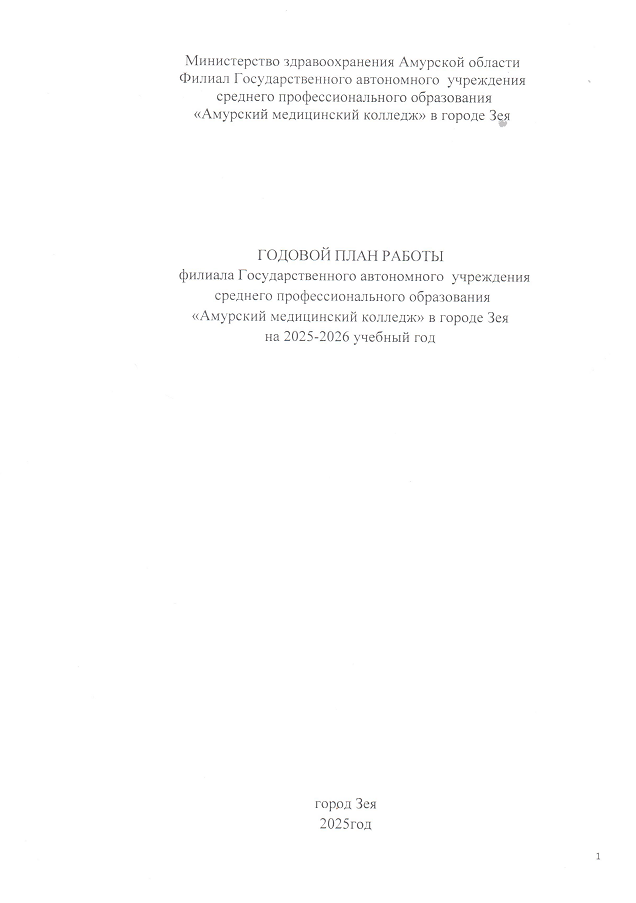 Министерство здравоохранения Амурской области
Филиал Государственного автономного учреждения
среднего профессионального образования
«Амурский медицинский колледж» в городе Зея
ГОДОВОЙ ПЛАН РАБОТЫ
филиала Государственного автономного учреждения
среднего профессионального образования
«Амурский медицинский колледж» в городе Зея
на 2025-2026 учебный год
город Зея
2025год
1